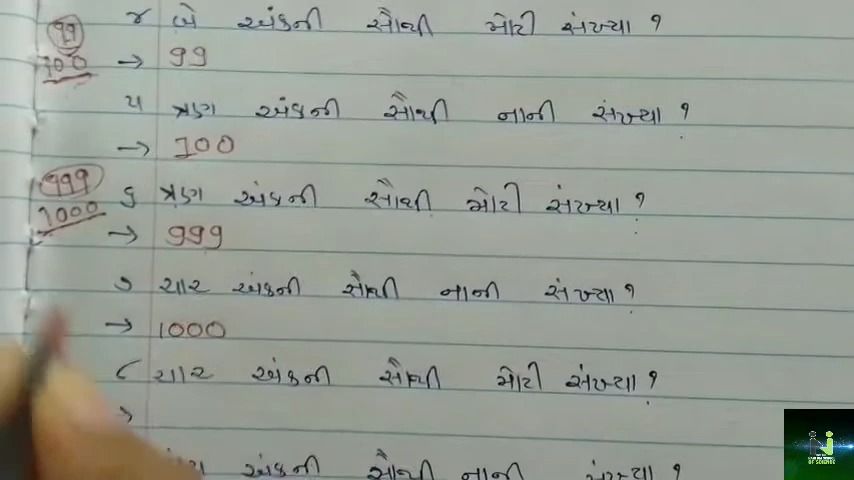 ૪ બે અંકની સૌથી મોટી સંખ્યા ?
99
100
→ 99
૫ ત્રણ અંકની સૌથી નાની સંખ્યા ?
→ 100
999
1000
૬ ત્રણ અંકની સૌથી મોટી સંખ્યા ?
→ 999
૭ ચાર અંકની સૌથી નાની સંખ્યા ?
→ 1000
૮ ચાર અંકની સૌથી મોટી સંખ્યા ?
→
અંકની સૌથી નાની સંખ્યા ?